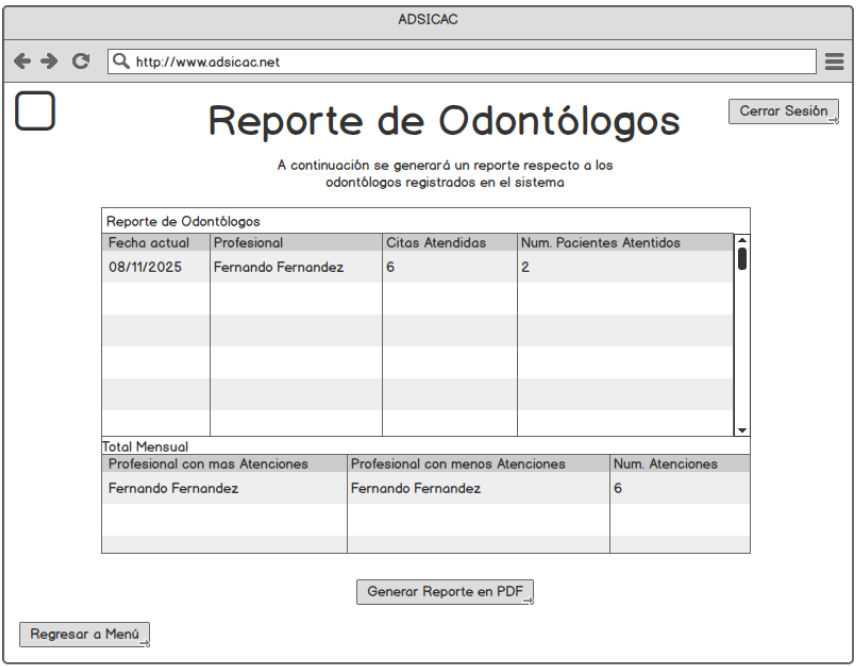 ADSICAC
http://www.adsicac.net
Reporte de Odontólogos
Cerrar Sesión
A continuación se generará un reporte respecto a los
odontólogos registrados en el sistema
Reporte de Odontólogos
Fecha actual Profesional Citas Atendidas Num. Pacientes Atentidos
08/11/2025 Fernando Fernandez 6 2
Total Mensual
Profesional con mas Atenciones Profesional con menos Atenciones Num. Atenciones
Fernando Fernandez Fernando Fernandez 6
Generar Reporte en PDF
Regresar a Menú